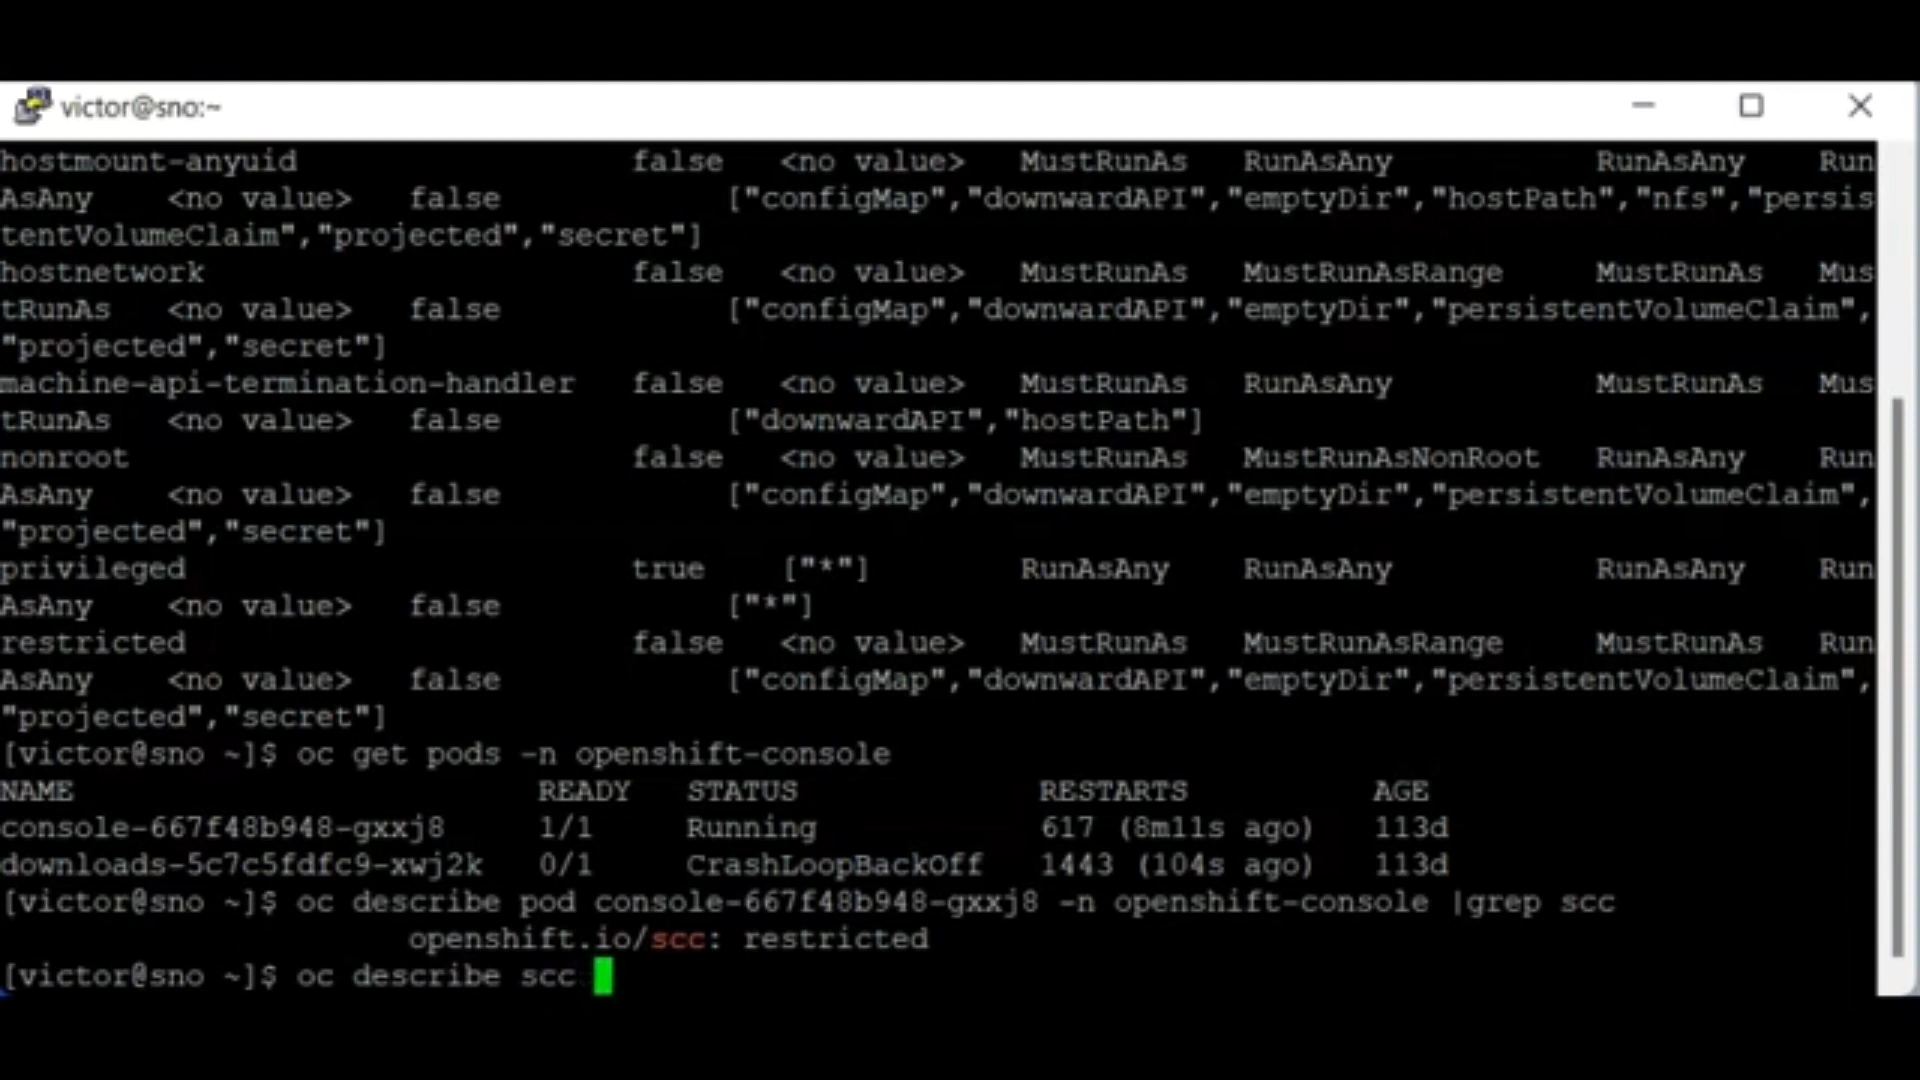 victor@sno:~
hostmount-anyuid false <no value> MustRunAs RunAsAny RunAsAny Run
AsAny <no value> false ["configMap","downwardAPI","emptyDir","hostPath","nfs","persis
tentVolumeClaim","projected","secret"]
hostnetwork false <no value> MustRunAs MustRunAsRange MustRunAs Mus
tRunAs <no value> false ["configMap","downwardAPI","emptyDir","persistentVolumeClaim",
"projected","secret"]
machine-api-termination-handler false <no value> MustRunAs RunAsAny MustRunAs Mus
tRunAs <no value> false ["downwardAPI","hostPath"]
nonroot false <no value> MustRunAs MustRunAsNonRoot RunAsAny Run
AsAny <no value> false ["configMap","downwardAPI","emptyDir","persistentVolumeClaim",
"projected","secret"]
privileged true ["*"] RunAsAny RunAsAny RunAsAny Run
AsAny <no value> false ["*"]
restricted false <no value> MustRunAs MustRunAsRange MustRunAs Run
AsAny <no value> false ["configMap","downwardAPI","emptyDir","persistentVolumeClaim",
"projected","secret"]
[victor@sno ~]$ oc get pods -n openshift-console
NAME READY STATUS RESTARTS AGE
console-667f48b948-gxxj8 1/1 Running 617 (8m11s ago) 113d
downloads-5c7c5fdfc9-xwj2k 0/1 CrashLoopBackOff 1443 (104s ago) 113d
[victor@sno ~]$ oc describe pod console-667f48b948-gxxj8 -n openshift-console |grep scc
openshift.io/scc: restricted
[victor@sno ~]$ oc describe scc